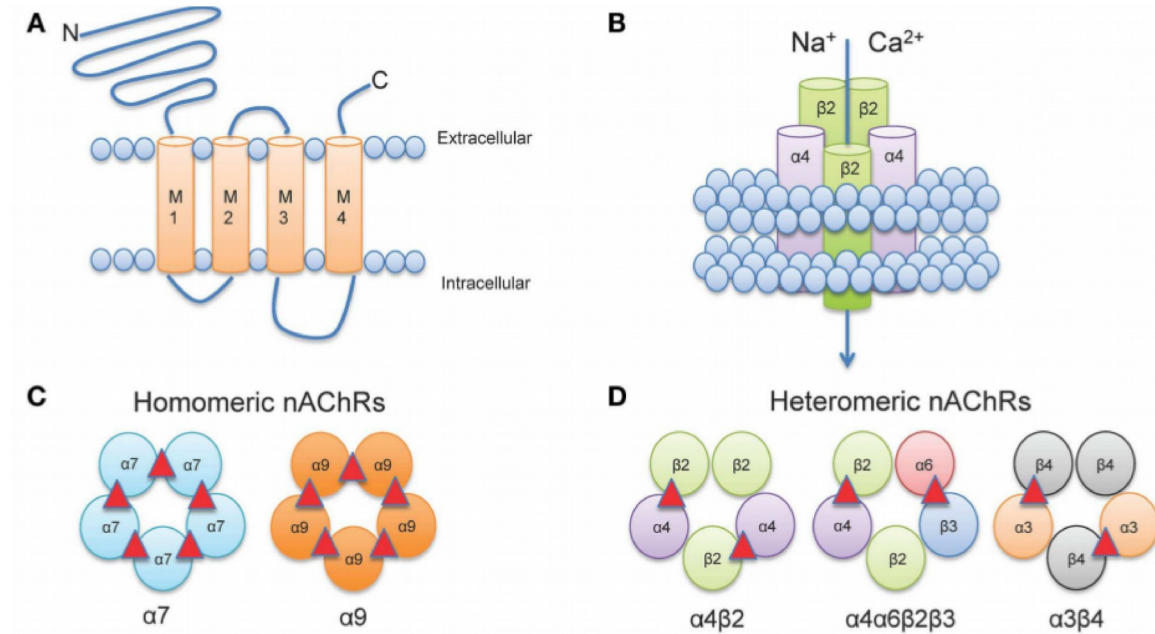 A
N
C
M
1
M
2
M
3
M
4
Extracellular
Intracellular
B
Na⁺ Ca²⁺
β2 β2
α4 β2 α4
C
Homomeric nAChRs
α7 α7
α7 α7
α7
α7
α9 α9
α9 α9
α9
α9
D
Heteromeric nAChRs
β2 β2
α4 α4
β2
α4β2
β2 α6
α4 β3
β2
α4α6β2β3
β4 β4
α3 α3
β4
α3β4